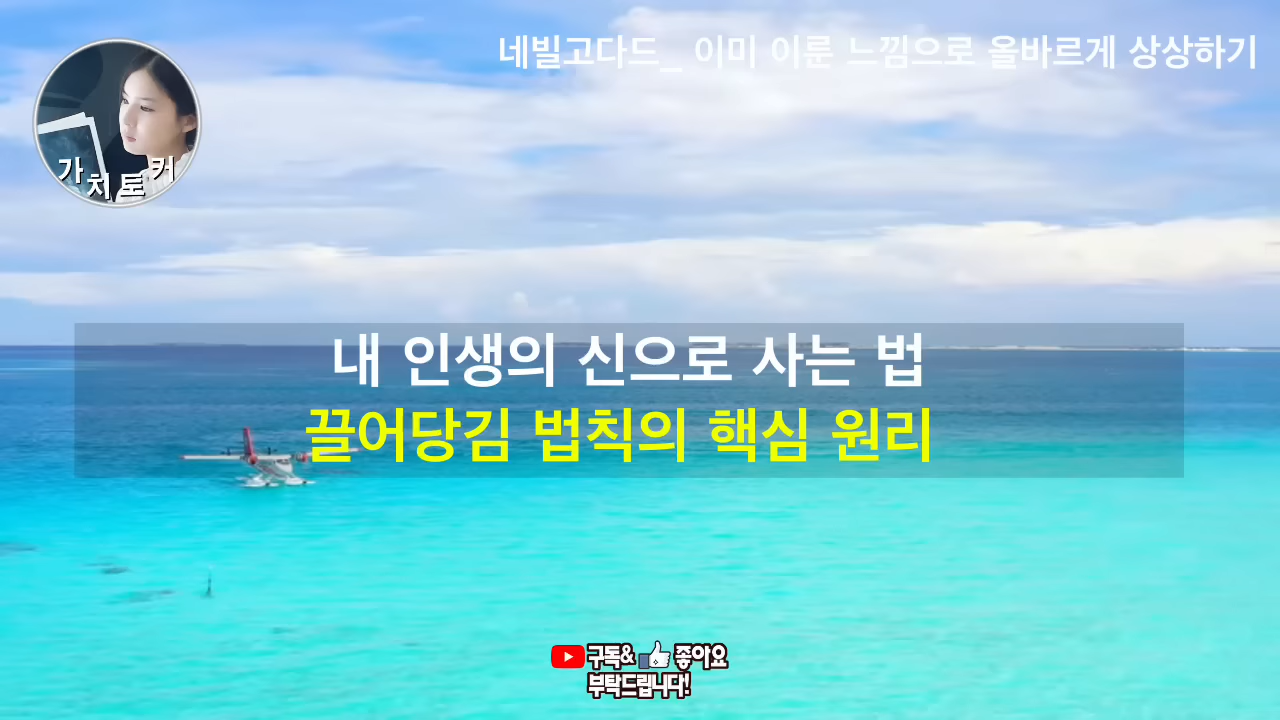 네빌고다드_ 이미 이룬 느낌으로 올바르게 상상하기
가치토커
내 인생의 신으로 사는 법
끌어당김 법칙의 핵심 원리
구독& 좋아요
부탁드립니다!